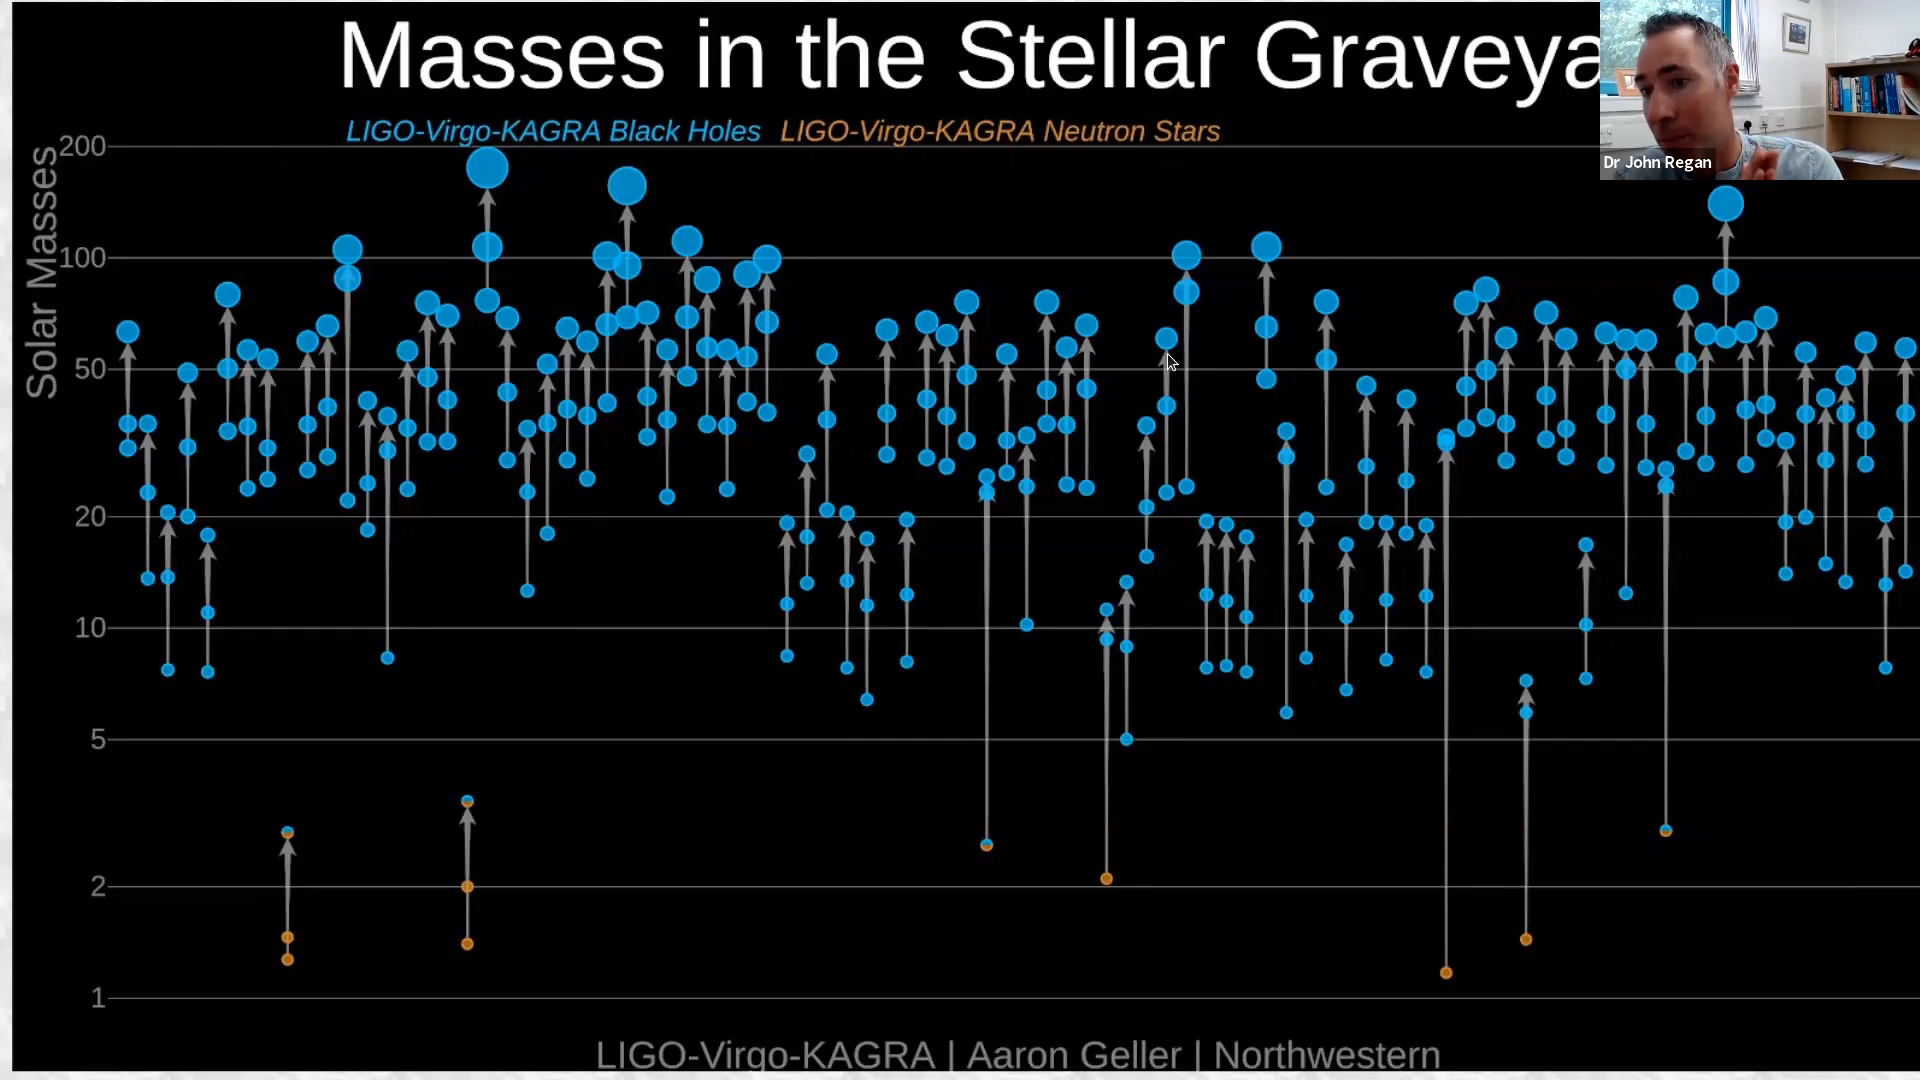 Masses in the Stellar Graveya
LIGO-Virgo-KAGRA Black Holes LIGO-Virgo-KAGRA Neutron Stars
Dr John Regan
Solar Masses
200
100
50
20
10
5
2
1
LIGO-Virgo-KAGRA | Aaron Geller | Northwestern